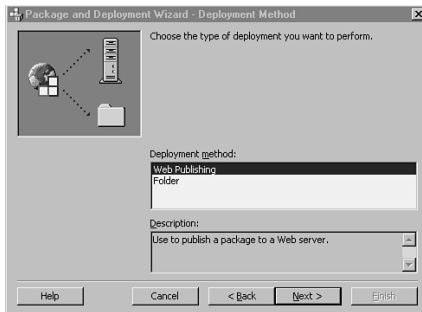 Package and Deployment Wizard - Deployment Method
Choose the type of deployment you want to perform.
Deployment method:
Web Publishing
Folder
Description:
Use to publish a package to a Web server.
Help
Cancel
< Back
Next >
Finish